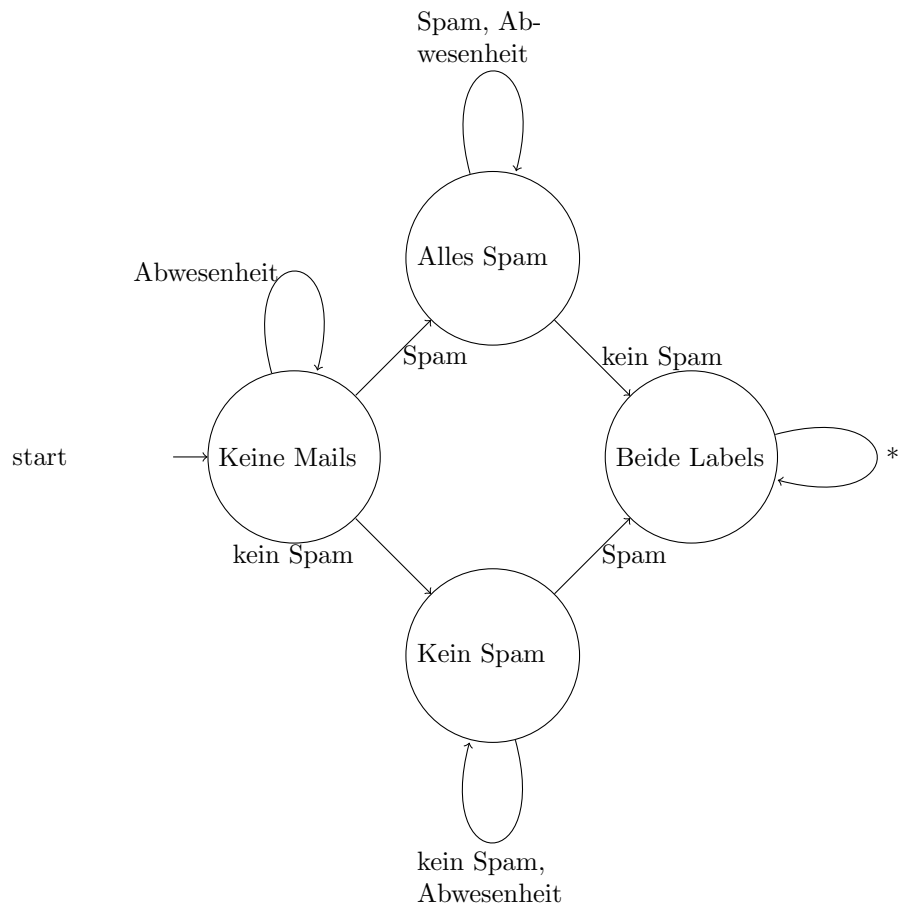 Spam, Ab-
wesenheit
Alles Spam
Abwesenheit
Spam
kein Spam
start
Keine Mails
Beide Labels
*
kein Spam
Spam
Kein Spam
kein Spam,
Abwesenheit